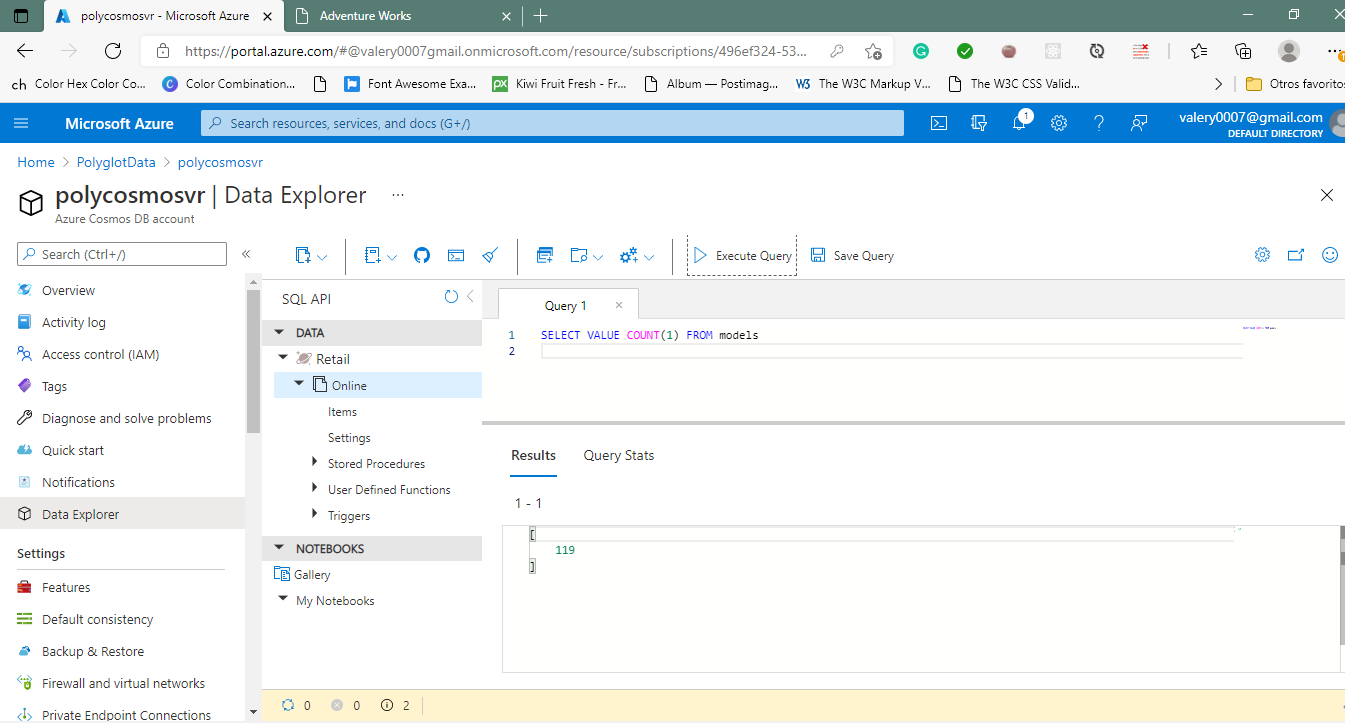 polycosmosvr - Microsoft Azure
Adventure Works
https://portal.azure.com/#@valery0007gmail.onmicrosoft.com/resource/subscriptions/496ef324-53...
ch Color Hex Color Co...
Color Combination...
Font Awesome Exa...
px Kiwi Fruit Fresh - Fr...
Album — Postimag...
W3 The W3C Markup V...
The W3C CSS Valid...
Otros favoritos
Microsoft Azure
Search resources, services, and docs (G+/)
1
valery0007@gmail.com
DEFAULT DIRECTORY
Home > PolyglotData > polycosmosvr
polycosmosvr | Data Explorer ...
Azure Cosmos DB account
Search (Ctrl+/)
Overview
Activity log
Access control (IAM)
Tags
Diagnose and solve problems
Quick start
Notifications
Data Explorer
Settings
Features
Default consistency
Backup & Restore
Firewall and virtual networks
Private Endpoint Connections
Execute Query
Save Query
SQL API
DATA
Retail
Online
Items
Settings
Stored Procedures
User Defined Functions
Triggers
NOTEBOOKS
Gallery
My Notebooks
Query 1
1 SELECT VALUE COUNT(1) FROM models
2
Results
Query Stats
1 - 1
[
119
]
0 0 2